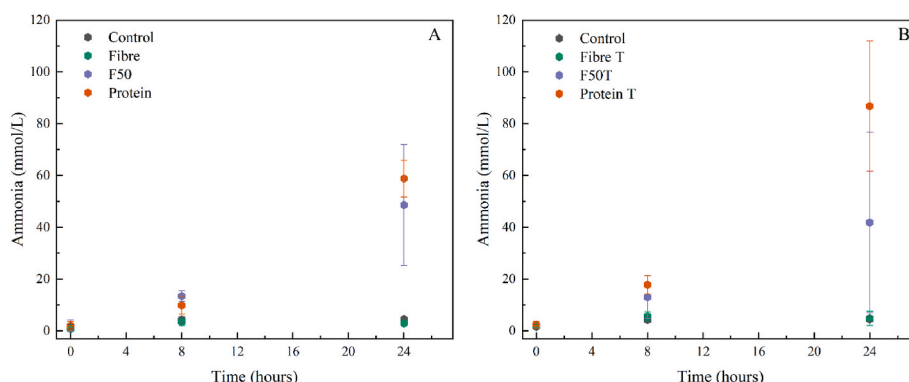 A
Control
Fibre
F50
Protein
120
100
80
60
40
20
0
Ammonia (mmol/L)
0 4 8 12 16 20 24
Time (hours)
B
Control
Fibre T
F50T
Protein T
120
100
80
60
40
20
0
Ammonia (mmol/L)
0 4 8 12 16 20 24
Time (hours)